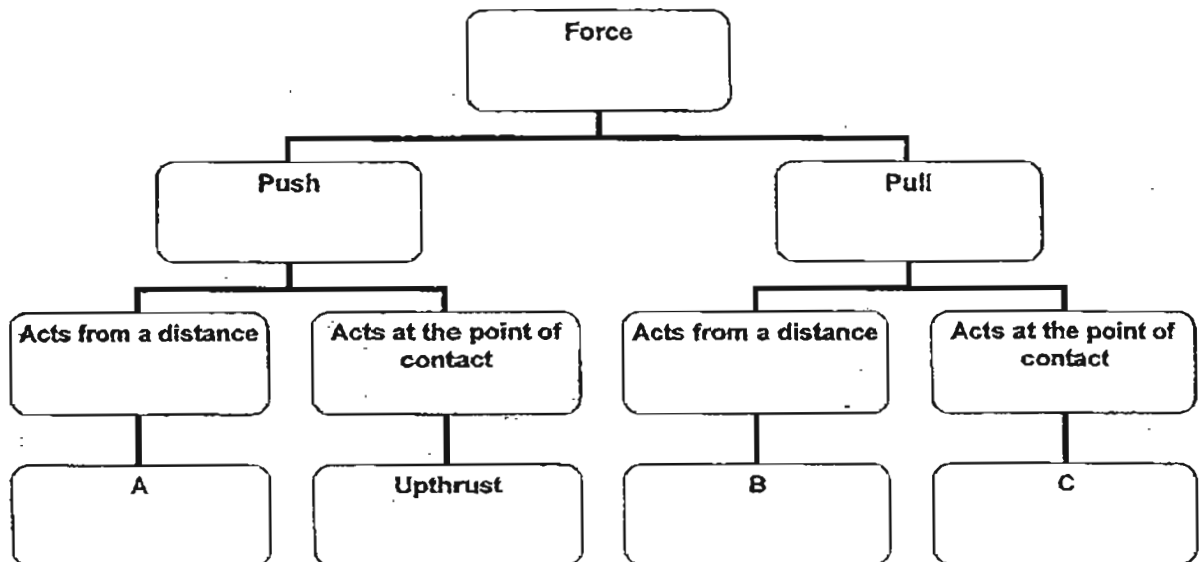 Force
Push
Pull
Acts from a distance
Acts at the point of
contact
Acts from a distance
Acts at the point of
contact
A
Upthrust
B
C